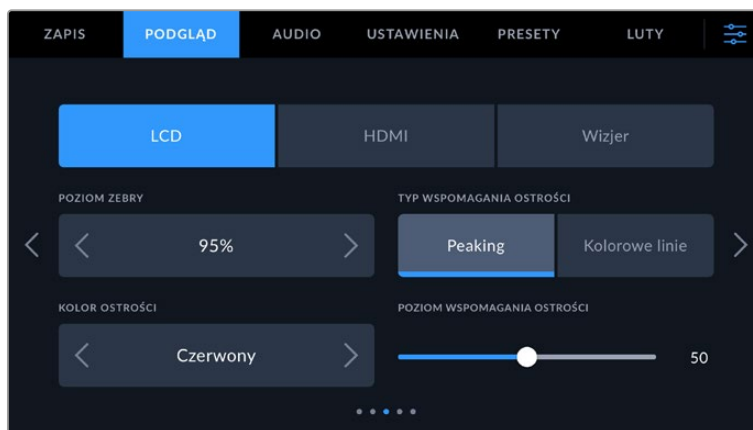 ZAPIS PODGLĄD AUDIO USTAWIENIA PRESETY LUTY
LCD HDMI Wizjer
POZIOM ZEBRY TYP WSPOMAGANIA OSTROŚCI
95% Peaking Kolorowe linie
KOLOR OSTROŚCI POZIOM WSPOMAGANIA OSTROŚCI
Czerwony 50